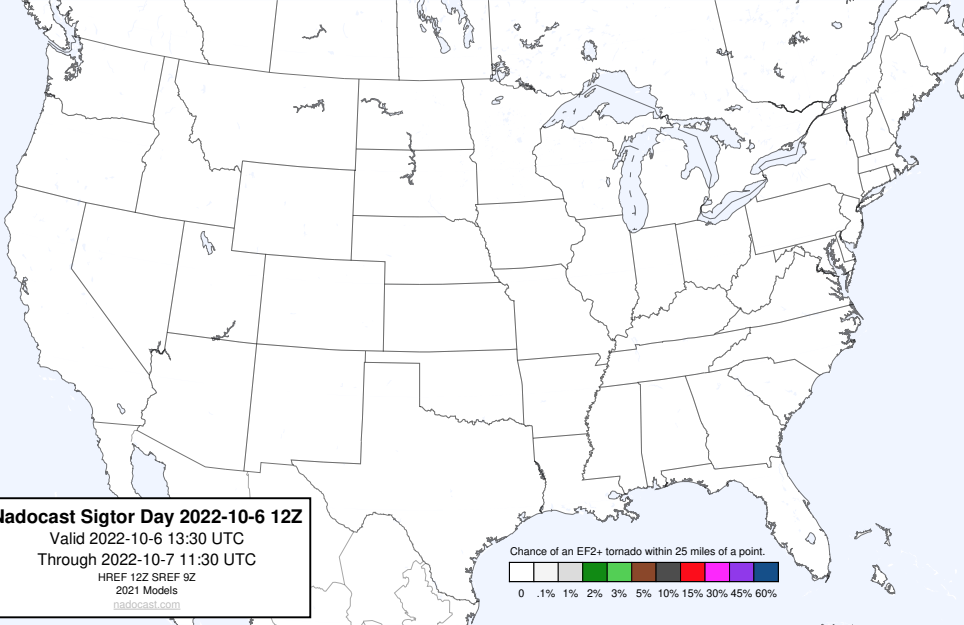 Nadocast Sigtor Day 2022-10-6 12Z
Valid 2022-10-6 13:30 UTC
Through 2022-10-7 11:30 UTC
HREF 12Z SREF 9Z
2021 Models
nadocast.com
Chance of an EF2+ tornado within 25 miles of a point.
0 .1% 1% 2% 3% 5% 10% 15% 30% 45% 60%